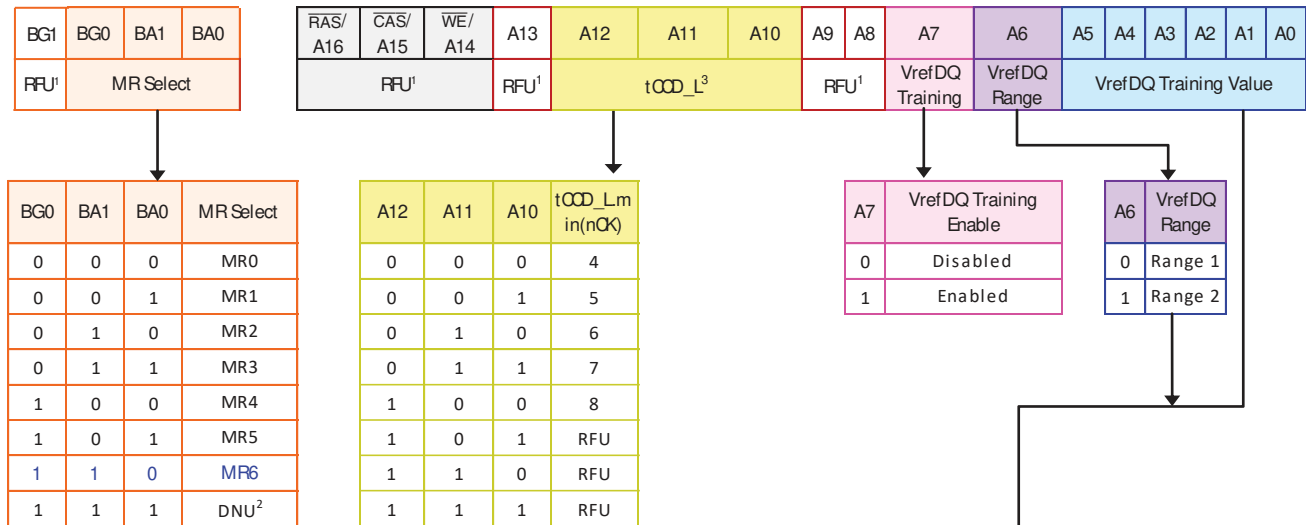 BG1 BG0 BA1 BA0 RAS/ A16 CAS/ A15 WE/ A14 A13 A12 A11 A10 A9 A8 A7 A6 A5 A4 A3 A2 A1 A0
RFU¹ MR Select RFU¹ RFU¹ tCCD_L³ RFU¹ VrefDQ Training VrefDQ Range VrefDQ Training Value
BG0 BA1 BA0 MR Select
0 0 0 MR0
0 0 1 MR1
0 1 0 MR2
0 1 1 MR3
1 0 0 MR4
1 0 1 MR5
1 1 0 MR6
1 1 1 DNU²
A12 A11 A10 tCCD_L.m in(nCK)
0 0 0 4
0 0 1 5
0 1 0 6
0 1 1 7
1 0 0 8
1 0 1 RFU
1 1 0 RFU
1 1 1 RFU
A7 VrefDQ Training Enable
0 Disabled
1 Enabled
A6 VrefDQ Range
0 Range 1
1 Range 2